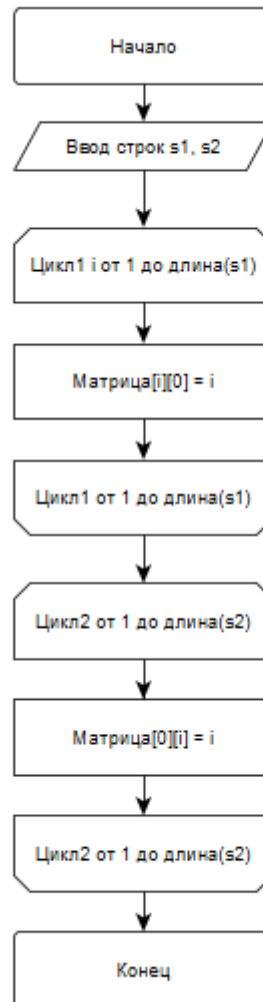 Начало
Ввод строк s1, s2
Цикл1 i от 1 до длина(s1)
Матрица[i][0] = i
Цикл1 от 1 до длина(s1)
Цикл2 от 1 до длина(s2)
Матрица[0][i] = i
Цикл2 от 1 до длина(s2)
Конец